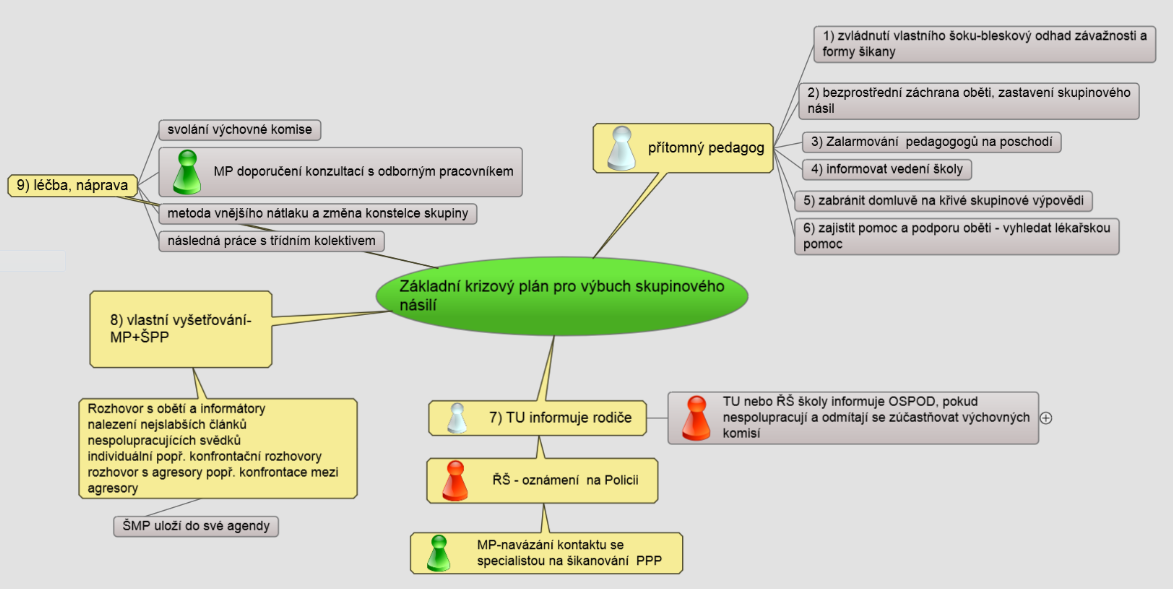 Základní krizový plán pro výbuch skupinového
násilí
přítomný pedagog
1) zvládnutí vlastního šoku-bleskový odhad závažnosti a
formy šikany
2) bezprostřední záchrana oběti, zastavení skupinového
násil
3) Zalarmování  pedagogogů na poschodí
4) informovat vedení školy
5) zabránit domluvě na křivé skupinové výpovědi
6) zajistit pomoc a podporu oběti - vyhledat lékařskou
pomoc
7) TU informuje rodiče
TU nebo ŘŠ školy informuje OSPOD, pokud
nespolupracují a odmítají se zúčastňovat výchovných
komisí
ŘŠ - oznámení  na Policii
MP-navázání kontaktu se
specialistou na šikanování  PPP
8) vlastní vyšetřování-
MP+ŠPP
Rozhovor s obětí a informátory
nalezení nejslabších článků
nespolupracujících svědků
individuální popř. konfrontační rozhovory
rozhovor s agresory popř. konfrontace mezi
agresory
ŠMP uloží do své agendy
9) léčba, náprava
svolání výchovné komise
MP doporučení konzultací s odborným pracovníkem
metoda vnějšího nátlaku a změna konstelce skupiny
následná práce s třídním kolektivem